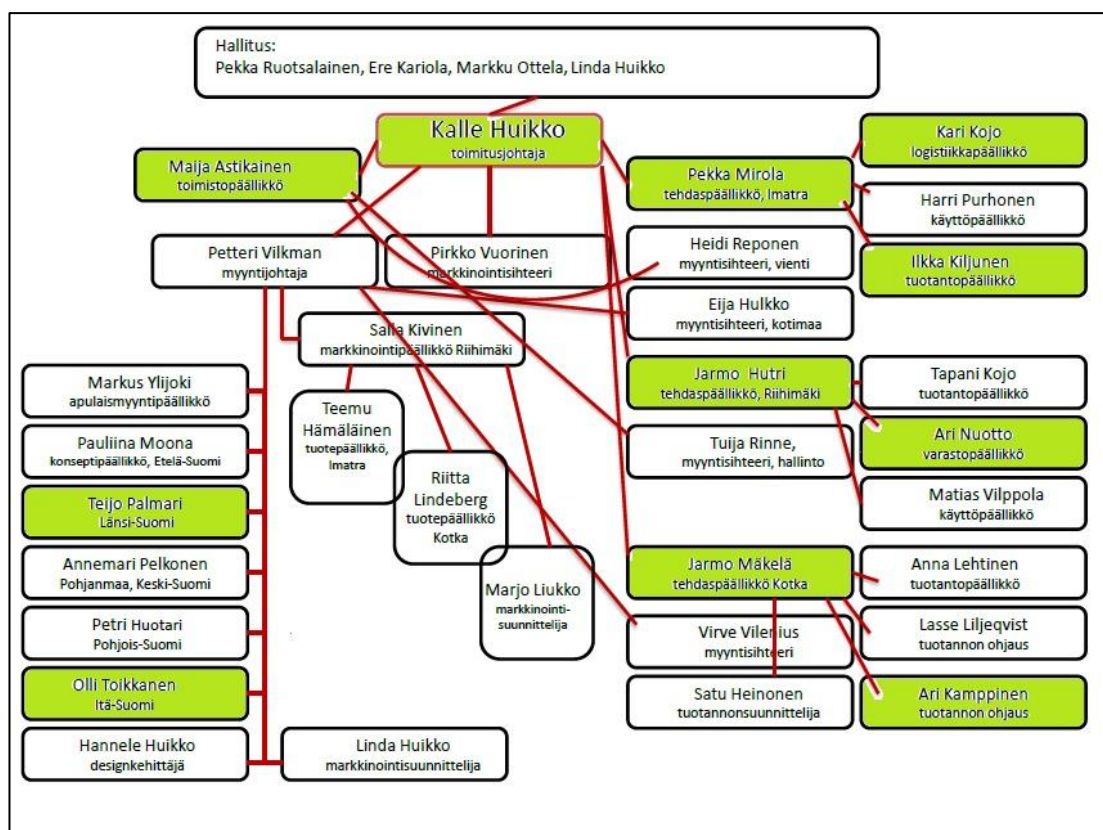 Hallitus:
Pekka Ruotsalainen, Ere Kariola, Markku Ottela, Linda Huikko
Kalle Huikko
toimitusjohtaja
Maija Astikainen
toimistopäällikkö
Petteri Vilkman
myyntijohtaja
Pirkko Vuorinen
markkinointisihteeri
Salla Kivinen
markkinointipäällikkö Riihimäki
Markus Ylijoki
apulaismyyntipäällikkö
Pauliina Moona
konseptipäällikkö, Etelä-Suomi
Teijo Palmari
Länsi-Suomi
Annemari Pelkonen
Pohjanmaa, Keski-Suomi
Petri Huotari
Pohjois-Suomi
Olli Toikkanen
Itä-Suomi
Hannele Huikko
designkehittäjä
Linda Huikko
markkinointisuunnittelija
Teemu
Hämäläinen
tuotepäällikkö,
Imatra
Riitta
Lindeberg
tuotepäällikkö
Kotka
Marjo Liukko
markkinointi-
suunnittelija
Pekka Mirola
tehdaspäällikkö, Imatra
Heidi Reponen
myyntisihteeri, vienti
Eija Hulkko
myyntisihteeri, kotimaa
Jarmo Hutri
tehdaspäällikkö, Riihimäki
Tuija Rinne,
myyntisihteeri, hallinto
Jarmo Mäkelä
tehdaspäällikkö Kotka
Virve Vilenius
myyntisihteeri
Satu Heinonen
tuotannonsuunnittelija
Kari Kojo
logistiikkapäällikkö
Harri Purhonen
käyttöpäällikkö
Ilkka Kiljunen
tuotantopäällikkö
Tapani Kojo
tuotantopäällikkö
Ari Nuotto
varastopäällikkö
Matias Vilppola
käyttöpäällikkö
Anna Lehtinen
tuotantopäällikkö
Lasse Liljeqvist
tuotannon ohjaus
Ari Kamppinen
tuotannon ohjaus